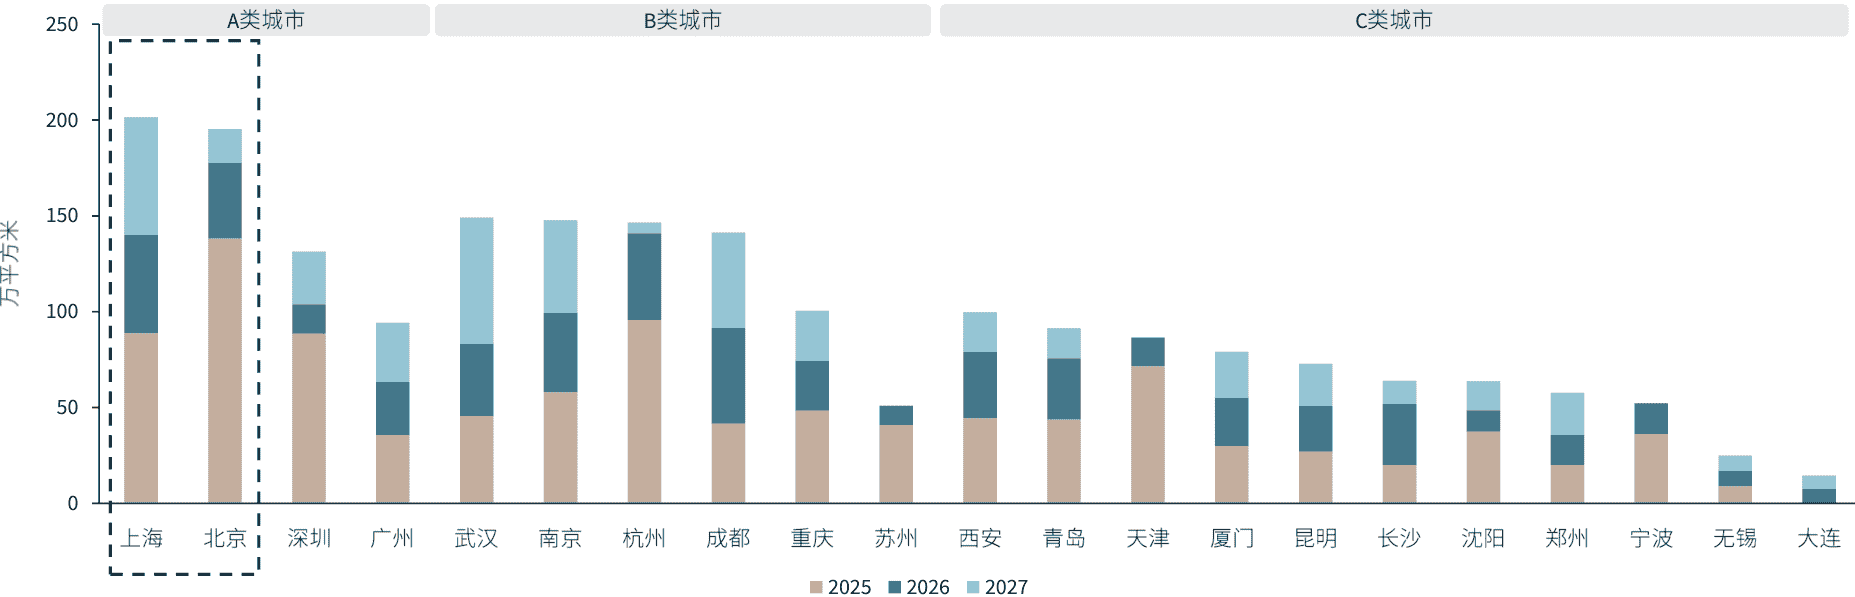 A类城市 B类城市 C类城市
250
200
150
100
50
0
万平方米
上海 北京 深圳 广州 武汉 南京 杭州 成都 重庆 苏州 西安 青岛 天津 厦门 昆明 长沙 沈阳 郑州 宁波 无锡 大连
2025 2026 2027